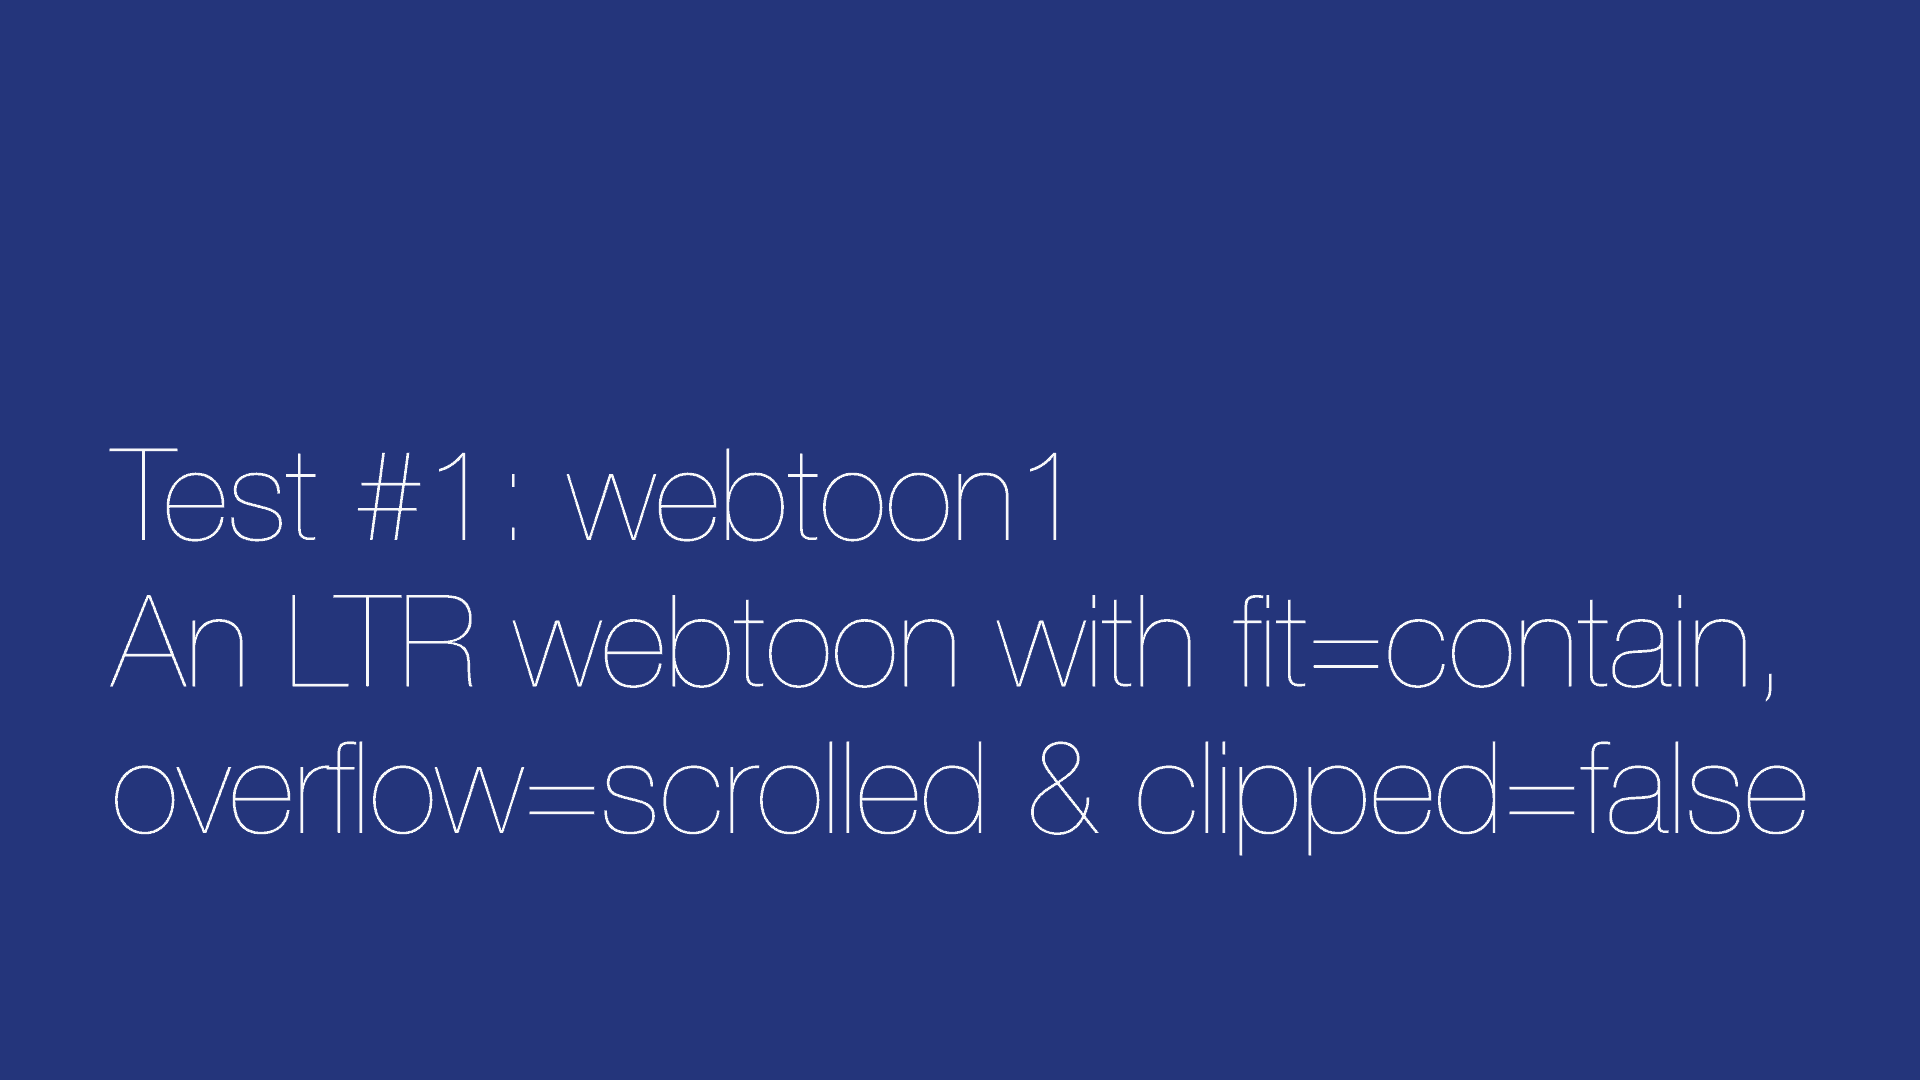 Test #1: webtoon1
An LTR webtoon with fit=contain,
overflow=scrolled & clipped=false